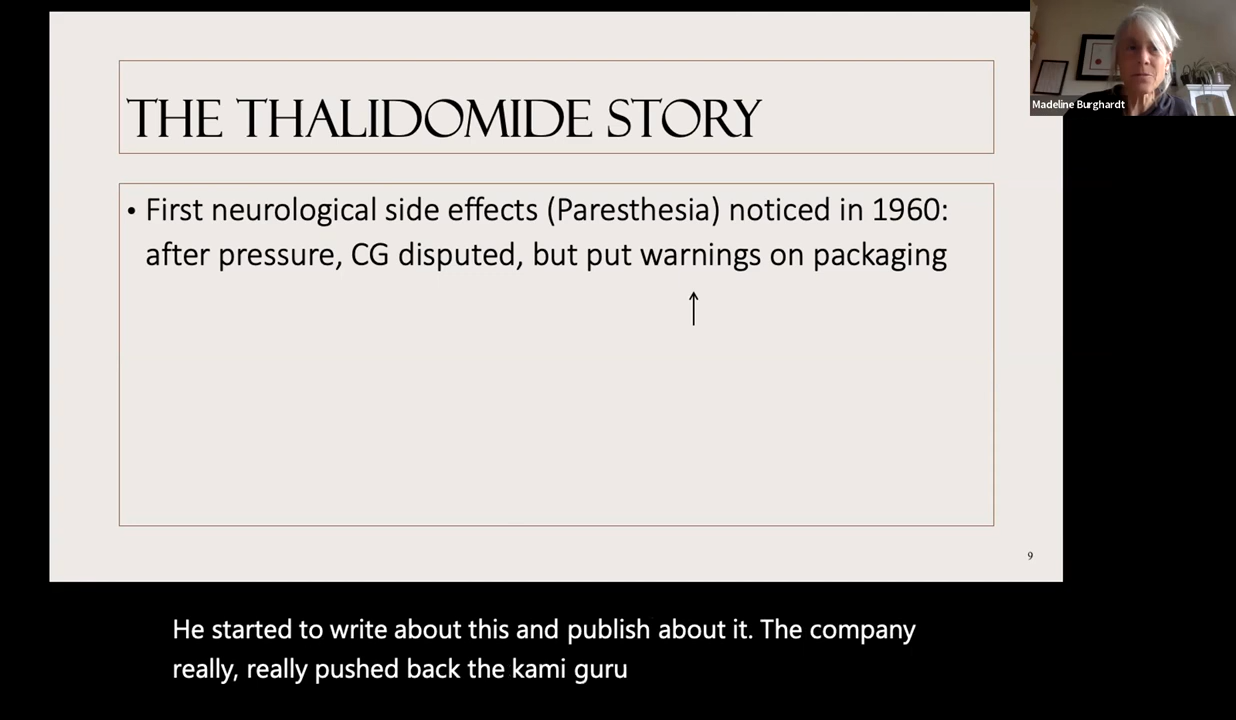 THE THALIDOMIDE STORY
Madeline Burghardt
• First neurological side effects (Paresthesia) noticed in 1960:
after pressure, CG disputed, but put warnings on packaging
9
He started to write about this and publish about it. The company
really, really pushed back the kami guru